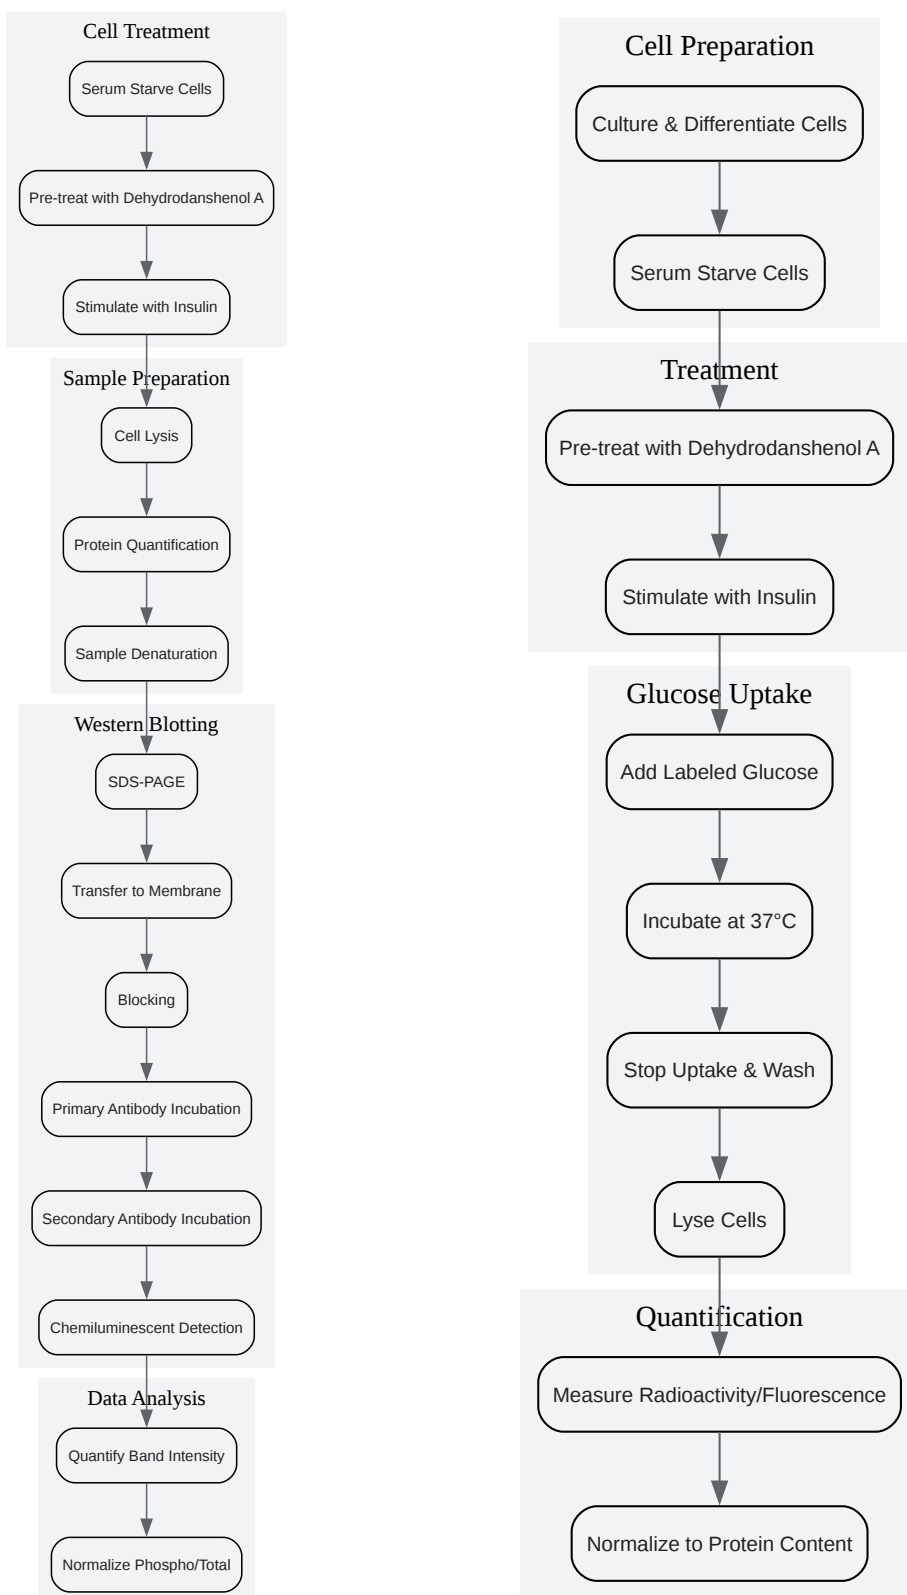 Cell Treatment
Serum Starve Cells
Pre-treat with Dehydrodanshenol A
Stimulate with Insulin
Sample Preparation
Cell Lysis
Protein Quantification
Sample Denaturation
Western Blotting
SDS-PAGE
Transfer to Membrane
Blocking
Primary Antibody Incubation
Secondary Antibody Incubation
Chemiluminescent Detection
Data Analysis
Quantify Band Intensity
Normalize Phospho/Total
Cell Preparation
Culture & Differentiate Cells
Serum Starve Cells
Treatment
Pre-treat with Dehydrodanshenol A
Stimulate with Insulin
Glucose Uptake
Add Labeled Glucose
Incubate at 37°C
Stop Uptake & Wash
Lyse Cells
Quantification
Measure Radioactivity/Fluorescence
Normalize to Protein Content